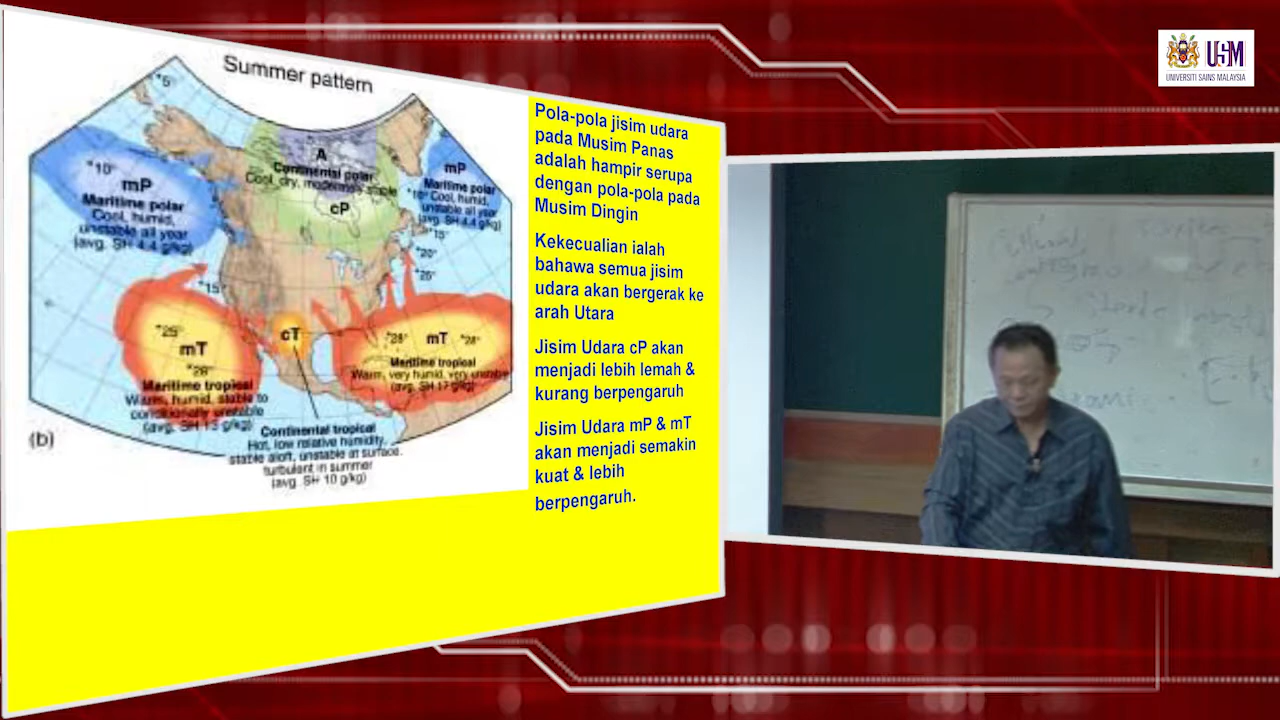 Summer pattern
USM
UNIVERSITI SAINS MALAYSIA
°5°
°10°
mP
Maritime polar
Cool, humid,
unstable all year
(avg. SH 4.4 g/kg)
A
Continental polar
Cool, dry,
cP
mP
Maritime polar
Cool, humid,
unstable all year
(avg. SH 4.4 g/kg)
°15°
°20°
°25°
°15°
°25°
mT
°28°
Maritime tropical
Warm, humid, stable to
conditionally unstable
(avg. SH 13 g/kg)
cT
°28°
mT
°28°
Maritime tropical
Warm, very humid, very unstable
(avg. SH 17 g/kg)
Continental tropical
Hot, low relative humidity,
stable aloft, unstable at surface,
turbulent in summer
(avg. SH 10 g/kg)
(b)
Pola-pola jisim udara
pada Musim Panas
adalah hampir serupa
dengan pola-pola pada
Musim Dingin
Kekecualian ialah
bahawa semua jisim
udara akan bergerak ke
arah Utara
Jisim Udara cP akan
menjadi lebih lemah &
kurang berpengaruh
Jisim Udara mP & mT
akan menjadi semakin
kuat & lebih
berpengaruh.